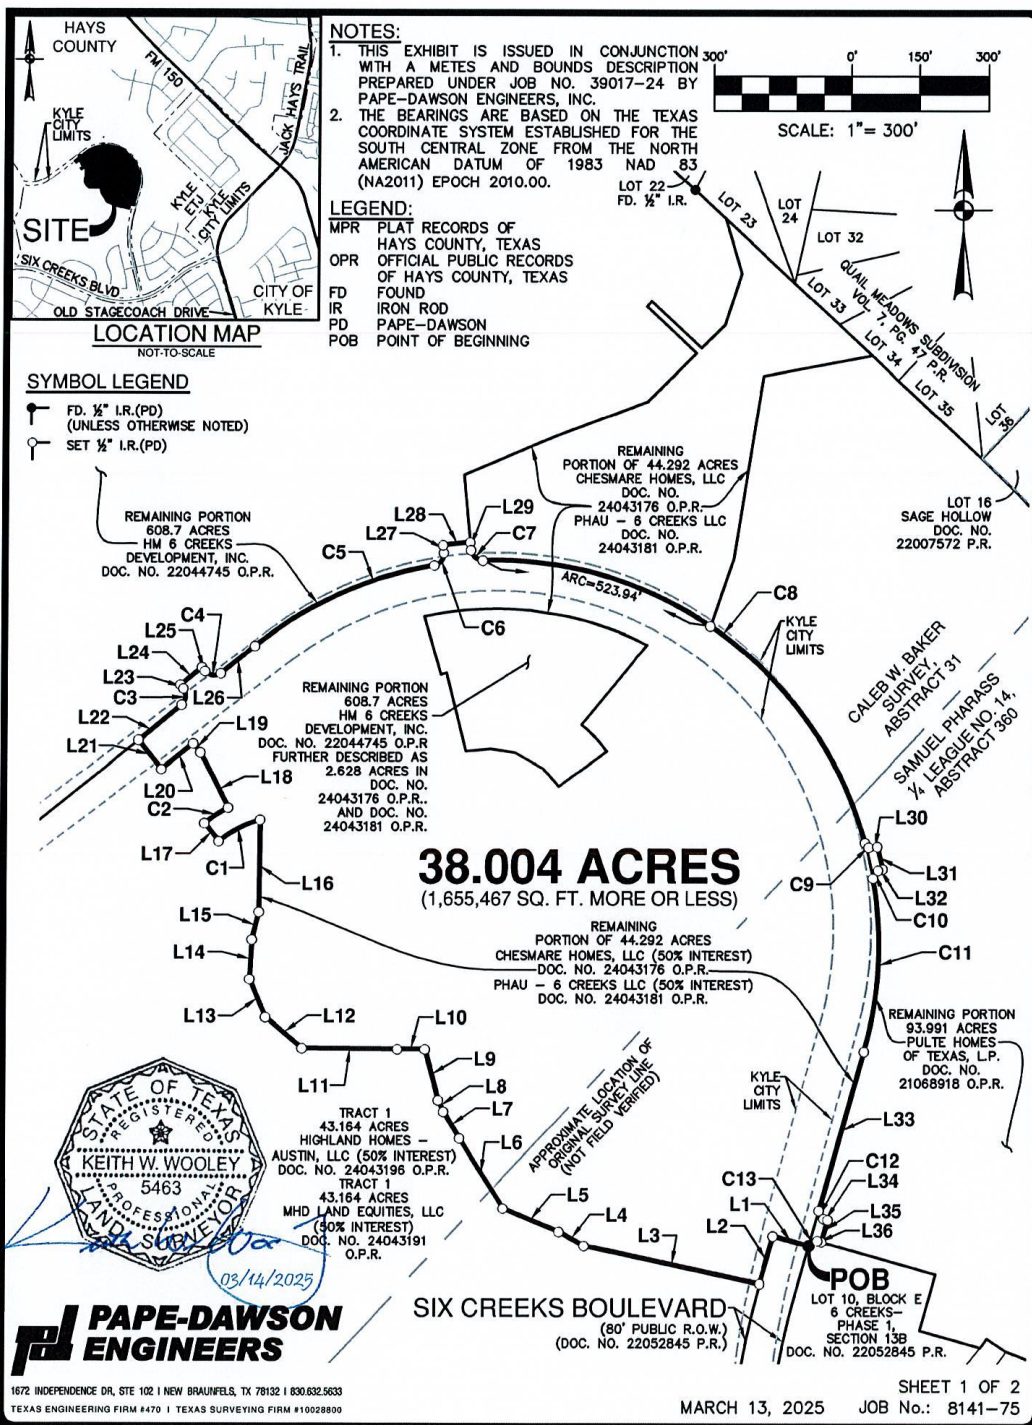 HAYS
COUNTY
FM 150
JACK HAYS TRAIL
KYLE
CITY
LIMITS
KYLE
ETJ
KYLE
CITY LIMITS
SITE
SIX CREEKS BLVD
CITY OF
KYLE
OLD STAGECOACH DRIVE
LOCATION MAP
NOT-TO-SCALE
NOTES:
1. THIS EXHIBIT IS ISSUED IN CONJUNCTION
WITH A METES AND BOUNDS DESCRIPTION
PREPARED UNDER JOB NO. 39017-24 BY
PAPE-DAWSON ENGINEERS, INC.
2. THE BEARINGS ARE BASED ON THE TEXAS
COORDINATE SYSTEM ESTABLISHED FOR THE
SOUTH CENTRAL ZONE FROM THE NORTH
AMERICAN DATUM OF 1983 NAD 83
(NA2011) EPOCH 2010.00.
LEGEND:
MPR PLAT RECORDS OF
HAYS COUNTY, TEXAS
OPR OFFICIAL PUBLIC RECORDS
OF HAYS COUNTY, TEXAS
FD FOUND
IR IRON ROD
PD PAPE-DAWSON
POB POINT OF BEGINNING
300' 0' 150' 300'
SCALE: 1"= 300'
SYMBOL LEGEND
FD. ½" I.R.(PD)
(UNLESS OTHERWISE NOTED)
SET ½" I.R.(PD)
LOT 22
FD. ½" I.R.
LOT 23
LOT
24
LOT 32
LOT 33
LOT 34
LOT 35
LOT
36
QUAIL MEADOWS SUBDIVISION
VOL. 7, PG. 47 P.R.
LOT 16
SAGE HOLLOW
DOC. NO.
22007572 P.R.
REMAINING PORTION
608.7 ACRES
HM 6 CREEKS
DEVELOPMENT, INC.
DOC. NO. 22044745 O.P.R.
REMAINING
PORTION OF 44.292 ACRES
CHESMARE HOMES, LLC
DOC. NO.
24043176 O.P.R.
PHAU - 6 CREEKS LLC
DOC. NO.
24043181 O.P.R.
L28
L29
L27
C7
C5
ARC=523.94'
C8
C6
KYLE
CITY
LIMITS
C4
L25
L24
L23
C3
L26
L22
L21
L19
L20
L18
C2
L17
C1
CALEB W. BAKER
SURVEY,
ABSTRACT 31
SAMUEL PHARASS
¼ LEAGUE NO. 14,
ABSTRACT 360
REMAINING PORTION
608.7 ACRES
HM 6 CREEKS
DEVELOPMENT, INC.
DOC. NO. 22044745 O.P.R
FURTHER DESCRIBED AS
2.628 ACRES IN
DOC. NO.
24043176 O.P.R..
AND DOC. NO.
24043181 O.P.R.
38.004 ACRES
(1,655,467 SQ. FT. MORE OR LESS)
L30
L31
L32
C9
C10
C11
L16
L15
L14
L13
L12
L10
L11
L9
L8
L7
L6
L5
L4
L3
REMAINING
PORTION OF 44.292 ACRES
CHESMARE HOMES, LLC (50% INTEREST)
DOC. NO. 24043176 O.P.R.
PHAU - 6 CREEKS LLC (50% INTEREST)
DOC. NO. 24043181 O.P.R.
REMAINING PORTION
93.991 ACRES
PULTE HOMES
OF TEXAS, L.P.
DOC. NO.
21068918 O.P.R.
APPROXIMATE LOCATION OF
ORIGINAL SURVEY LINE
(NOT FIELD VERIFIED)
KYLE
CITY
LIMITS
L33
C12
C13
L34
L1
L35
L2
L36
POB
LOT 10, BLOCK E
6 CREEKS-
PHASE 1,
SECTION 13B
DOC. NO. 22052845 P.R.
TRACT 1
43.164 ACRES
HIGHLAND HOMES -
AUSTIN, LLC (50% INTEREST)
DOC. NO. 24043196 O.P.R.
TRACT 1
43.164 ACRES
MHD LAND EQUITIES, LLC
(50% INTEREST)
DOC. NO. 24043191
O.P.R.
STATE OF TEXAS
REGISTERED
KEITH W. WOOLEY
5463
PROFESSIONAL
LAND SURVEYOR
03/14/2025
SIX CREEKS BOULEVARD
(80' PUBLIC R.O.W.)
(DOC. NO. 22052845 P.R.)
PAPE-DAWSON
ENGINEERS
1672 INDEPENDENCE DR, STE 102 I NEW BRAUNFELS, TX 78132 I 830.632.5633
TEXAS ENGINEERING FIRM #470 I TEXAS SURVEYING FIRM #10028800
SHEET 1 OF 2
MARCH 13, 2025 JOB No.: 8141-75